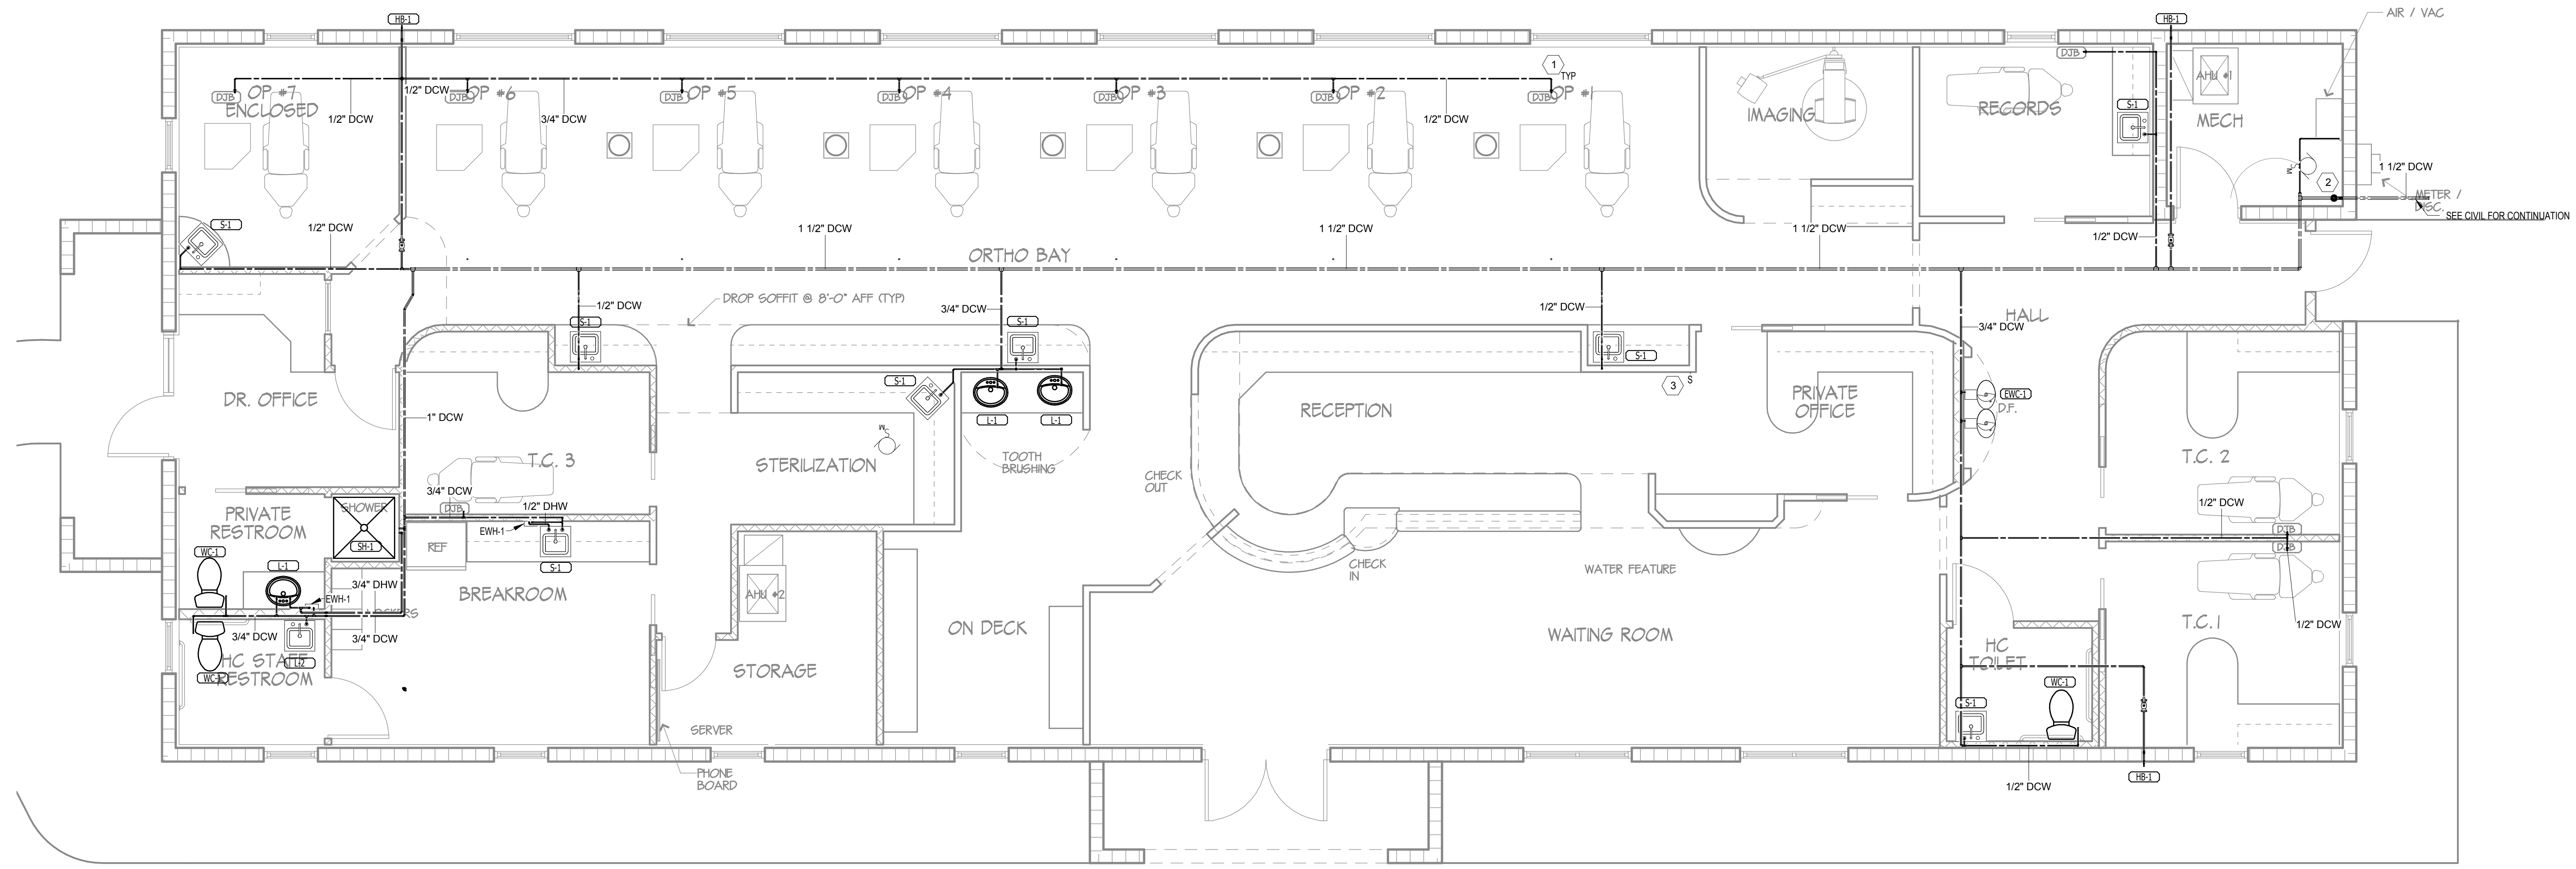 HB-1
HB-1
AIR / VAC
DJB
1
TYP
1/2" DCW
DJB
DJB
DJB
DJB
DJB
DJB
DJB
OP #7
ENCLOSED
OP #6
OP #5
OP #4
OP #3
OP #2
OP #1
1/2" DCW
3/4" DCW
1/2" DCW
IMAGING
RECORDS
S-1
AHU #1
MECH
S
M
2
1 1/2" DCW
METER /
DISC.
SEE CIVIL FOR CONTINUATION
S-1
1/2" DCW
1 1/2" DCW
1 1/2" DCW
1 1/2" DCW
1/2" DCW
ORTHO BAY
DROP SOFFIT @ 8'-0" AFF (TYP)
1/2" DCW
3/4" DCW
1/2" DCW
HALL
3/4" DCW
S-1
S-1
S-1
3
S
S-1
DR. OFFICE
1" DCW
L-1
L-1
RECEPTION
PRIVATE
OFFICE
EWC-1
D.F.
T.C. 3
STERILIZATION
S
M
TOOTH
BRUSHING
CHECK
OUT
T.C. 2
3/4" DCW
DJB
1/2" DHW
EWH-1
1/2" DCW
DJB
DJB
PRIVATE
RESTROOM
SHOWER
SH-1
REF
S-1
WC-1
L-1
3/4" DHW
EWH-1
BREAKROOM
AHU #2
CHECK
IN
WATER FEATURE
3/4" DCW
3/4" DCW
ON DECK
WAITING ROOM
T.C. 1
1/2" DCW
HC STAFF
RESTROOM
L-2
STORAGE
HC
TOILET
WC-1
S-1
SERVER
PHONE
BOARD
HB-1
1/2" DCW